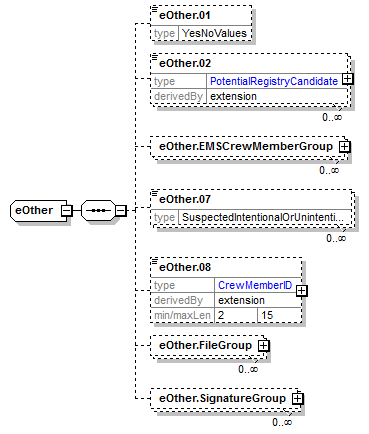 eOther.01
type YesNoValues
eOther.02
type PotentialRegistryCandidate
derivedBy extension
0..∞
eOther.EMSCrewMemberGroup
0..∞
eOther
eOther.07
type SuspectedIntentionalOrUnintenti...
0..∞
eOther.08
type CrewMemberID
derivedBy extension
min/maxLen 2 15
eOther.FileGroup
0..∞
eOther.SignatureGroup
0..∞